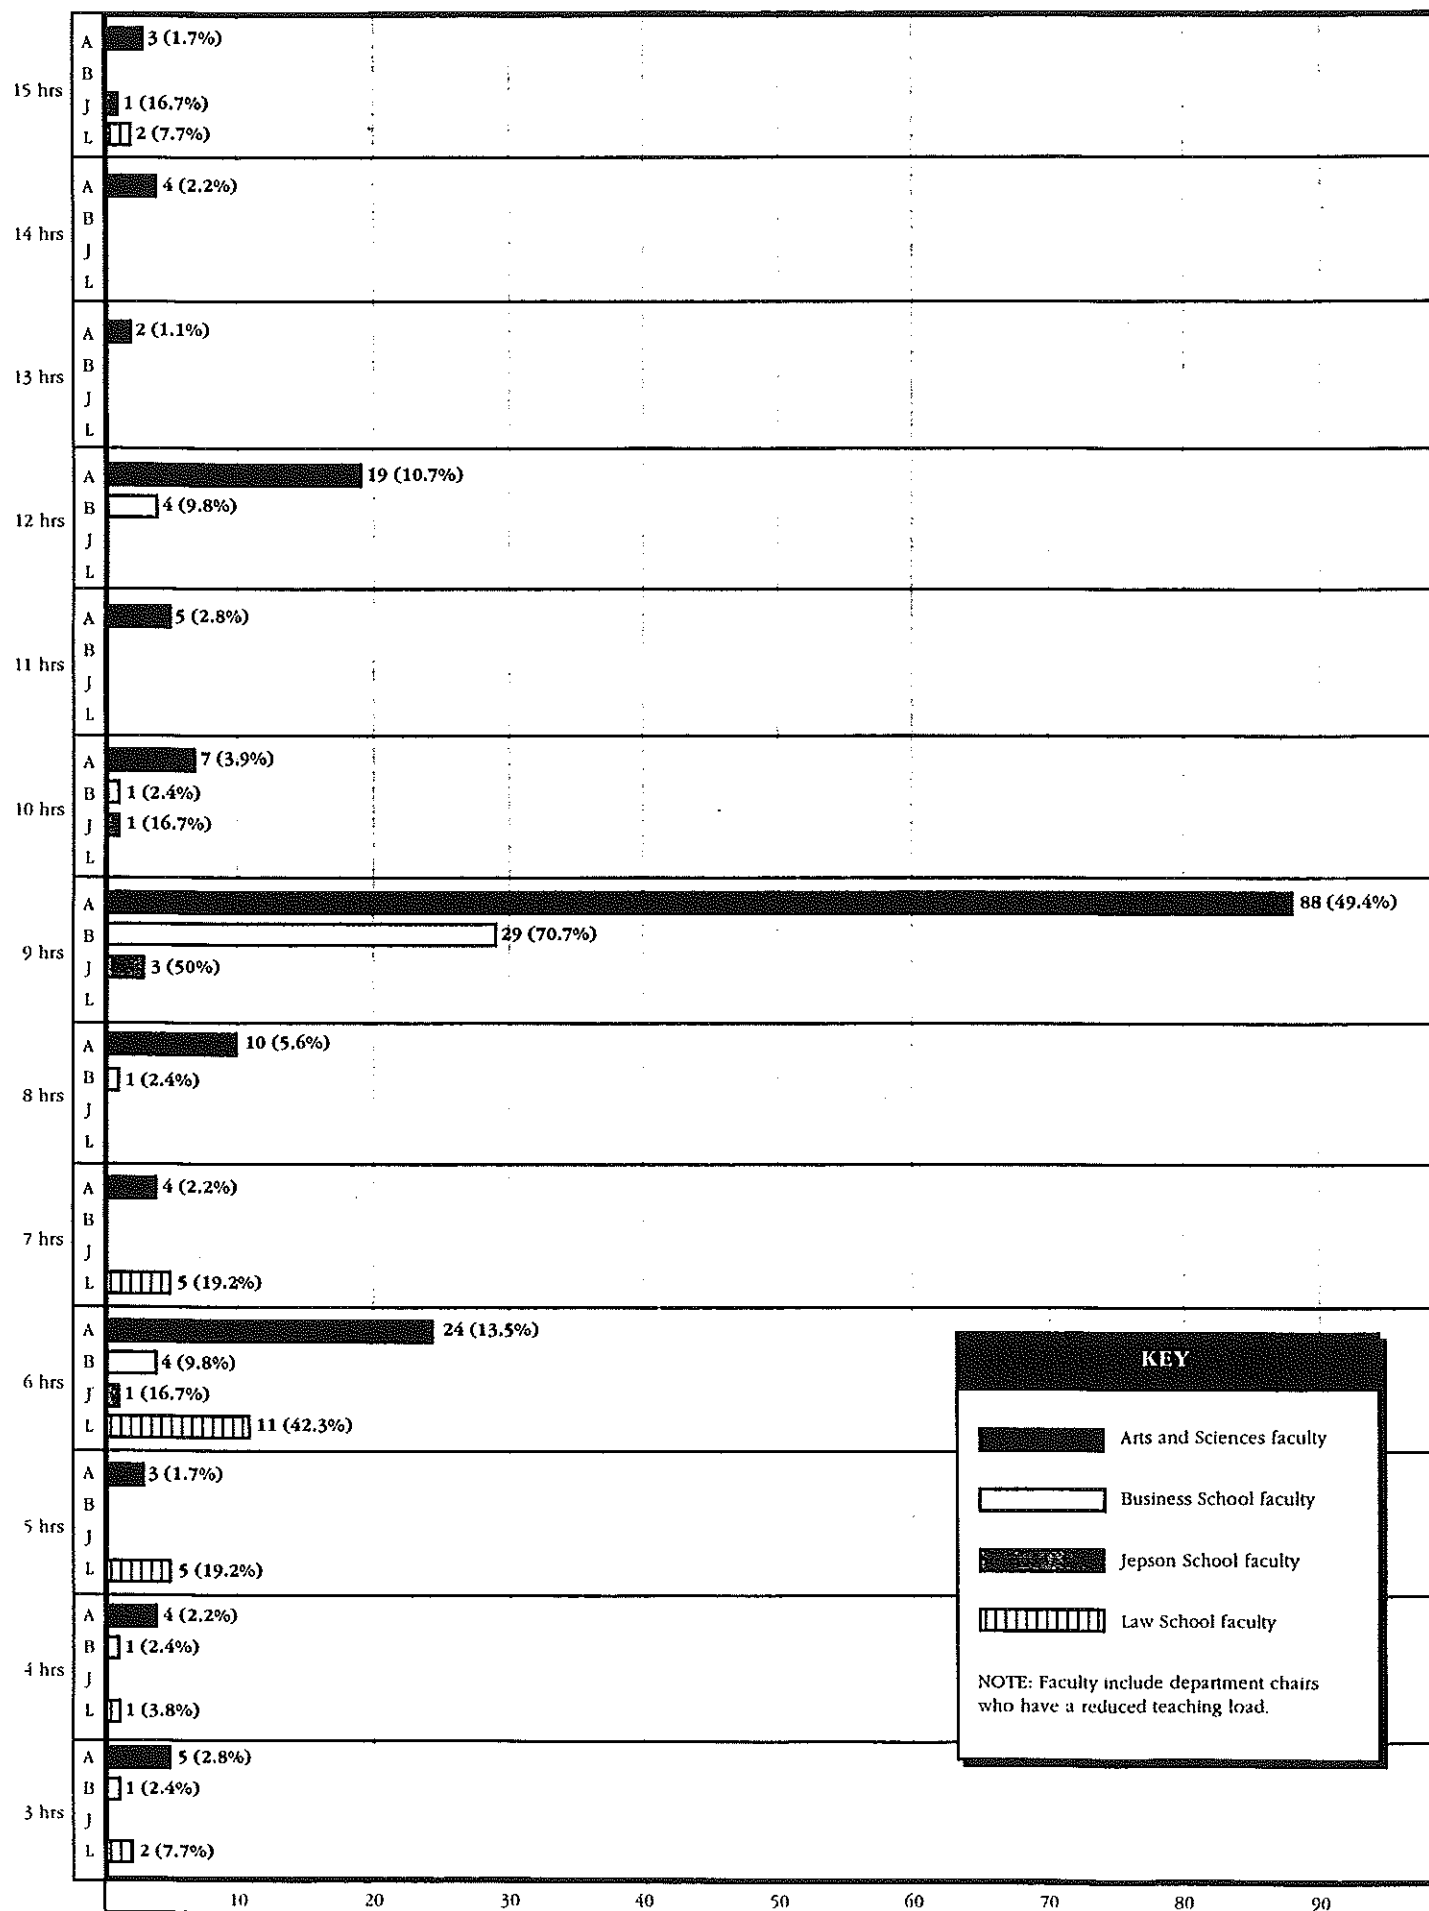 A 3 (1.7%)
B
15 hrs
J 1 (16.7%)
L 2 (7.7%)
A 4 (2.2%)
B
14 hrs
J
L
A 2 (1.1%)
B
13 hrs
J
L
A 19 (10.7%)
B 4 (9.8%)
12 hrs
J
L
A 5 (2.8%)
B
11 hrs
J
L
A 7 (3.9%)
B 1 (2.4%)
10 hrs
J 1 (16.7%)
L
A 88 (49.4%)
B 29 (70.7%)
9 hrs
J 3 (50%)
L
A 10 (5.6%)
B 1 (2.4%)
8 hrs
J
L
A 4 (2.2%)
B
7 hrs
J
L 5 (19.2%)
A 24 (13.5%)
B 4 (9.8%)
6 hrs
J 1 (16.7%)
L 11 (42.3%)
A 3 (1.7%)
B
5 hrs
J
L 5 (19.2%)
A 4 (2.2%)
B 1 (2.4%)
4 hrs
J
L 1 (3.8%)
A 5 (2.8%)
B 1 (2.4%)
3 hrs
J
L 2 (7.7%)
10 20 30 40 50 60 70 80 90
KEY
Arts and Sciences faculty
Business School faculty
Jepson School faculty
Law School faculty
NOTE: Faculty include department chairs
who have a reduced teaching load.